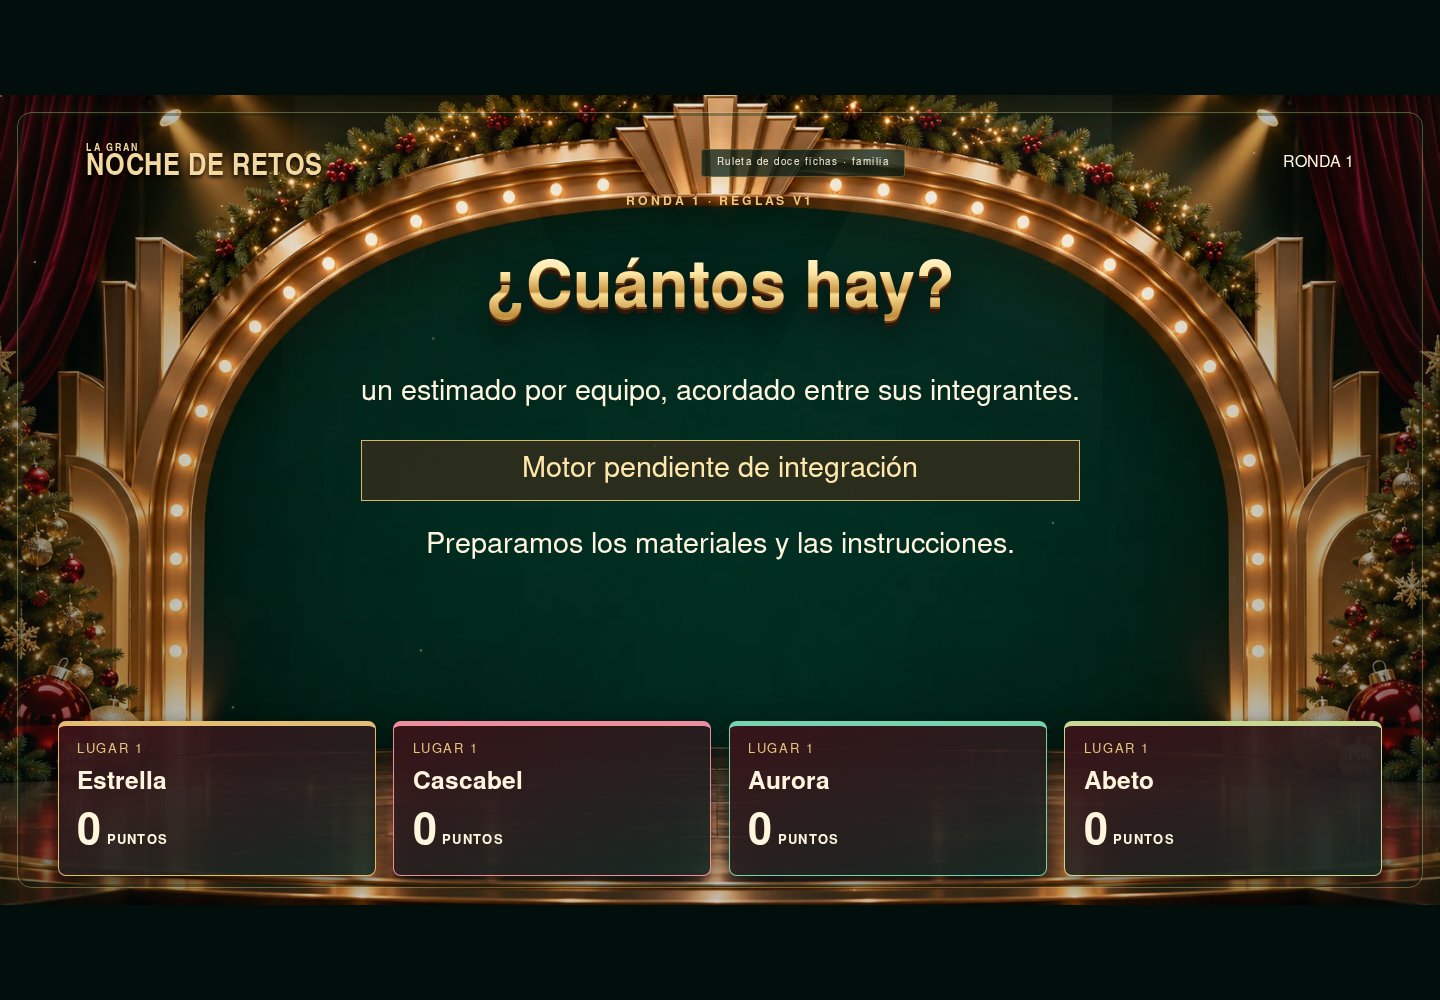 LA GRAN
NOCHE DE RETOS
Ruleta de doce fichas · familia
RONDA 1
RONDA 1 · REGLAS V1
¿Cuántos hay?
un estimado por equipo, acordado entre sus integrantes.
Motor pendiente de integración
Preparamos los materiales y las instrucciones.
LUGAR 1
Estrella
0 PUNTOS
LUGAR 1
Cascabel
0 PUNTOS
LUGAR 1
Aurora
0 PUNTOS
LUGAR 1
Abeto
0 PUNTOS